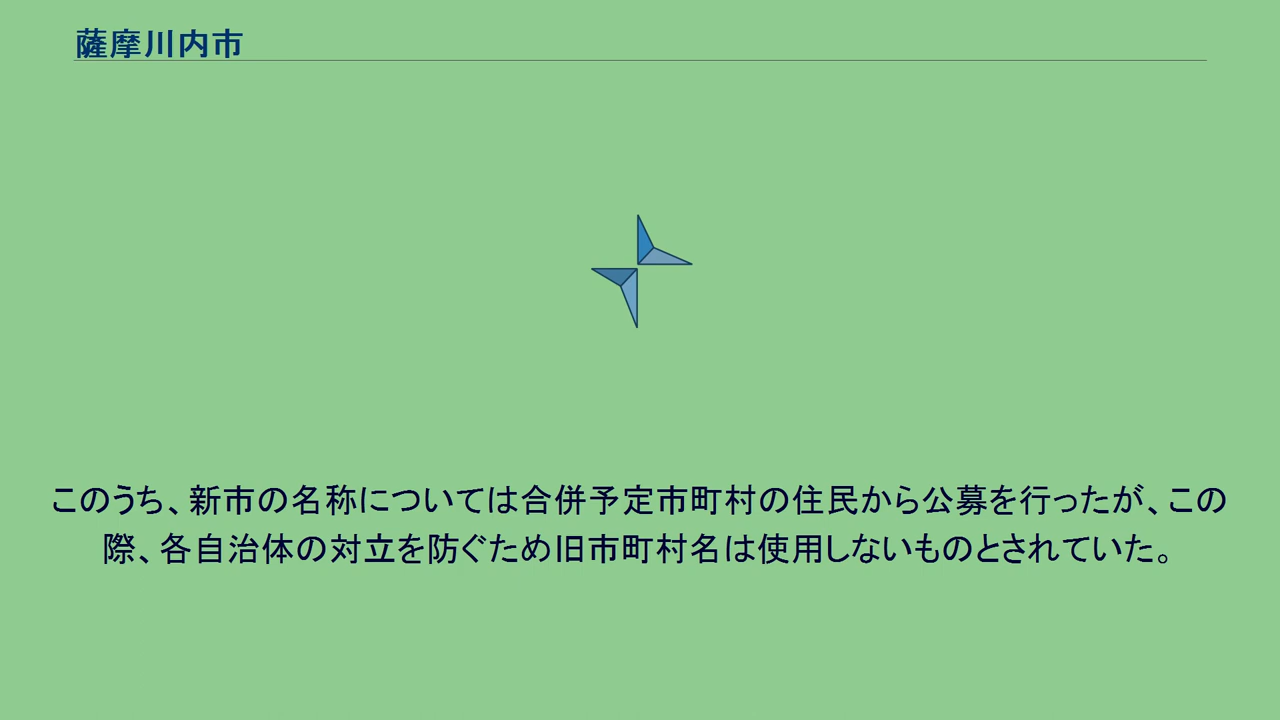 薩摩川内市
このうち、新市の名称については合併予定市町村の住民から公募を行ったが、この
際、各自治体の対立を防ぐため旧市町村名は使用しないものとされていた。